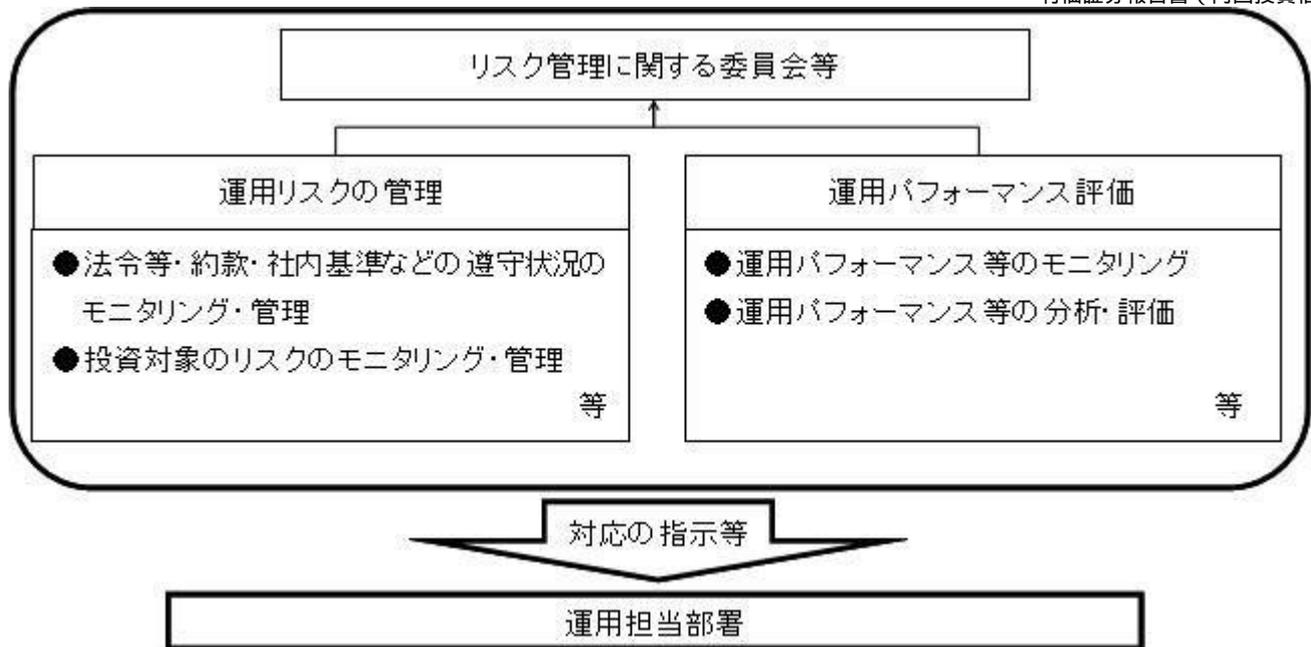 リスク管理に関する委員会等
運用リスクの管理
●法令等・約款・社内基準などの遵守状況の
モニタリング・管理
●投資対象のリスクのモニタリング・管理
等
運用パフォーマンス評価
●運用パフォーマンス等のモニタリング
●運用パフォーマンス等の分析・評価
等
対応の指示等
運用担当部署